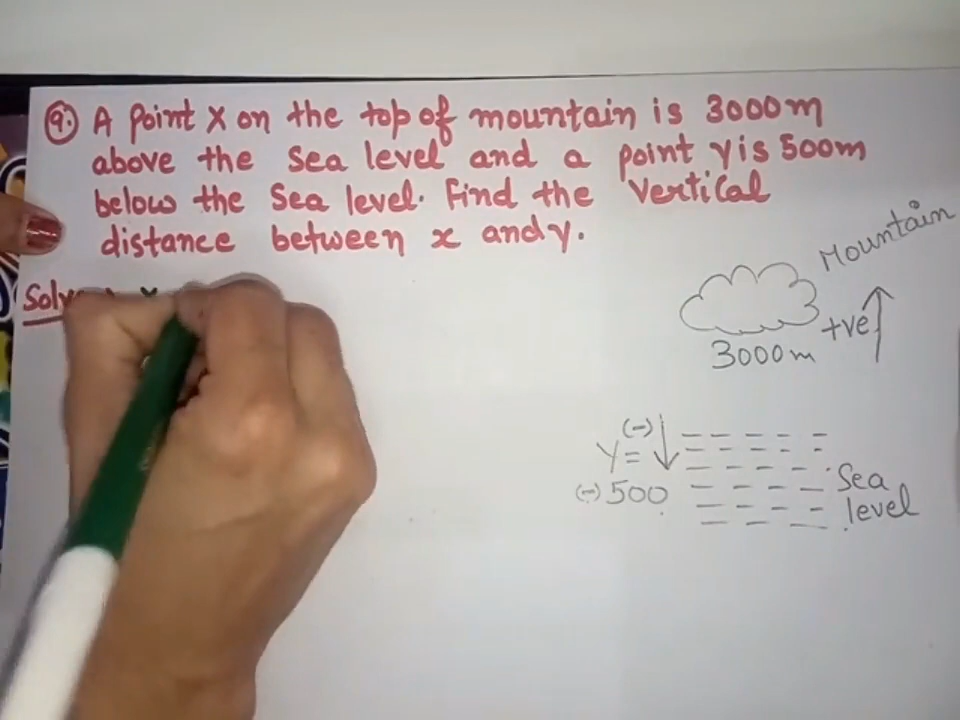 9. A point X on the top of mountain is 3000m
above the sea level and a point y is 500m
below the sea level. Find the vertical
distance between x and y.
Mountain
+ve
3000m
(-)
Y=
(-) 500
Sea
level